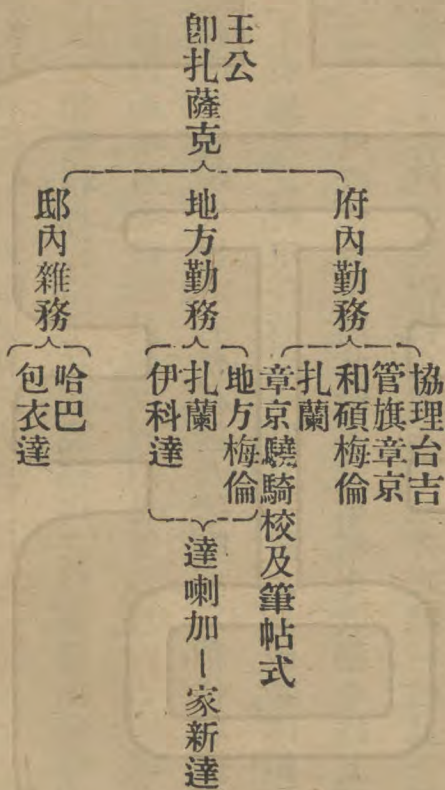 王公
卽扎薩克
府內勤務
協理台吉
管旗章京
和碩梅倫
扎蘭
章京驍騎校及筆帖式
地方勤務
地方梅倫
扎蘭
伊科達
達喇加－家新達
邸內雜務
哈巴
包衣達